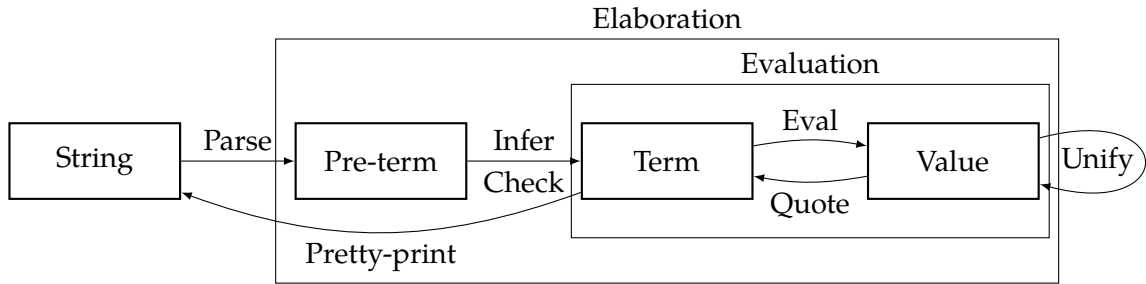 Elaboration
Evaluation
String
Parse
Pre-term
Infer
Check
Term
Eval
Quote
Value
Unify
Pretty-print